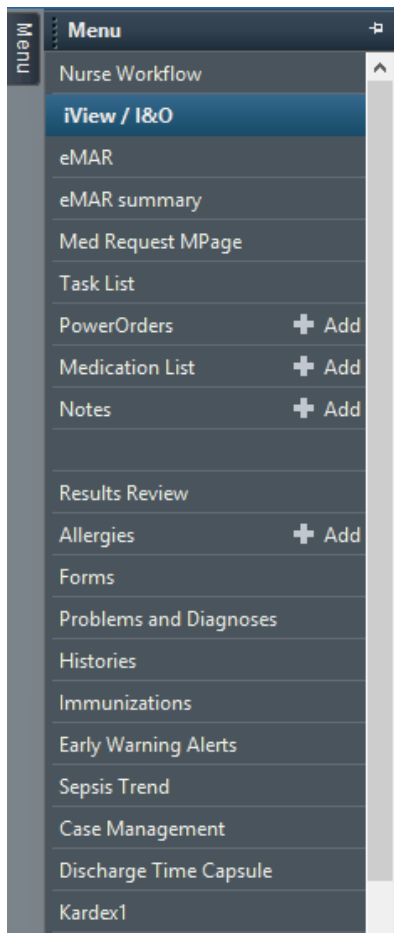 Menu
Menu
Nurse Workflow
iView / I&O
eMAR
eMAR summary
Med Request MPage
Task List
PowerOrders Add
Medication List Add
Notes Add
Results Review
Allergies Add
Forms
Problems and Diagnoses
Histories
Immunizations
Early Warning Alerts
Sepsis Trend
Case Management
Discharge Time Capsule
Kardex1